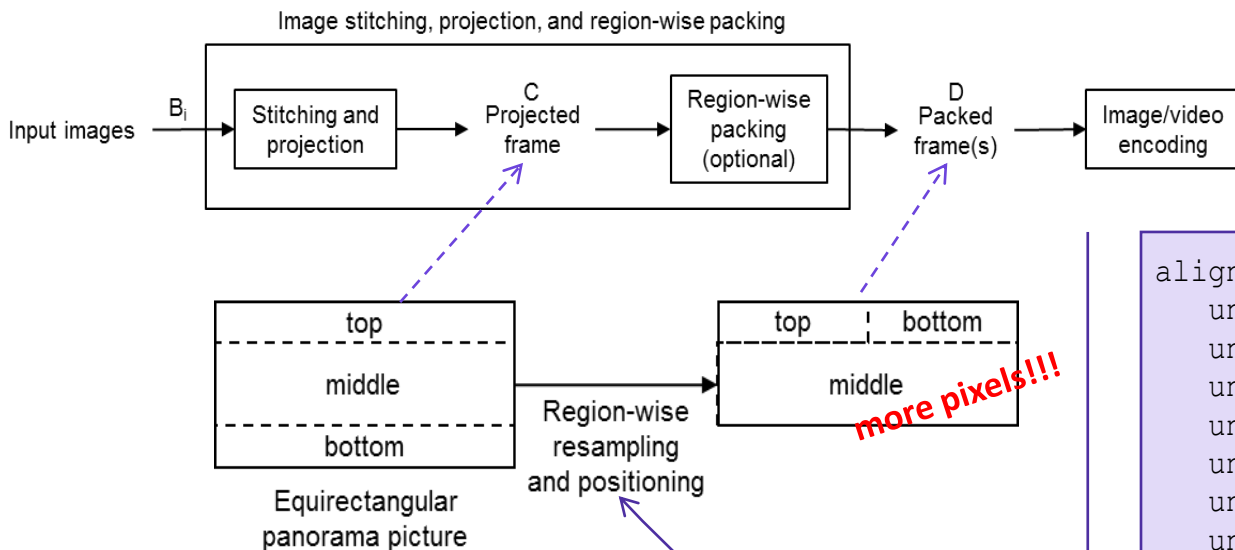 Image stitching, projection, and region-wise packing
Input images
Bi
Stitching and
projection
C
Projected
frame
Region-wise
packing
(optional)
D
Packed
frame(s)
Image/video
encoding
top
middle
bottom
Equirectangular
panorama picture
Region-wise
resampling
and positioning
top
bottom
middle
more pixels!!!